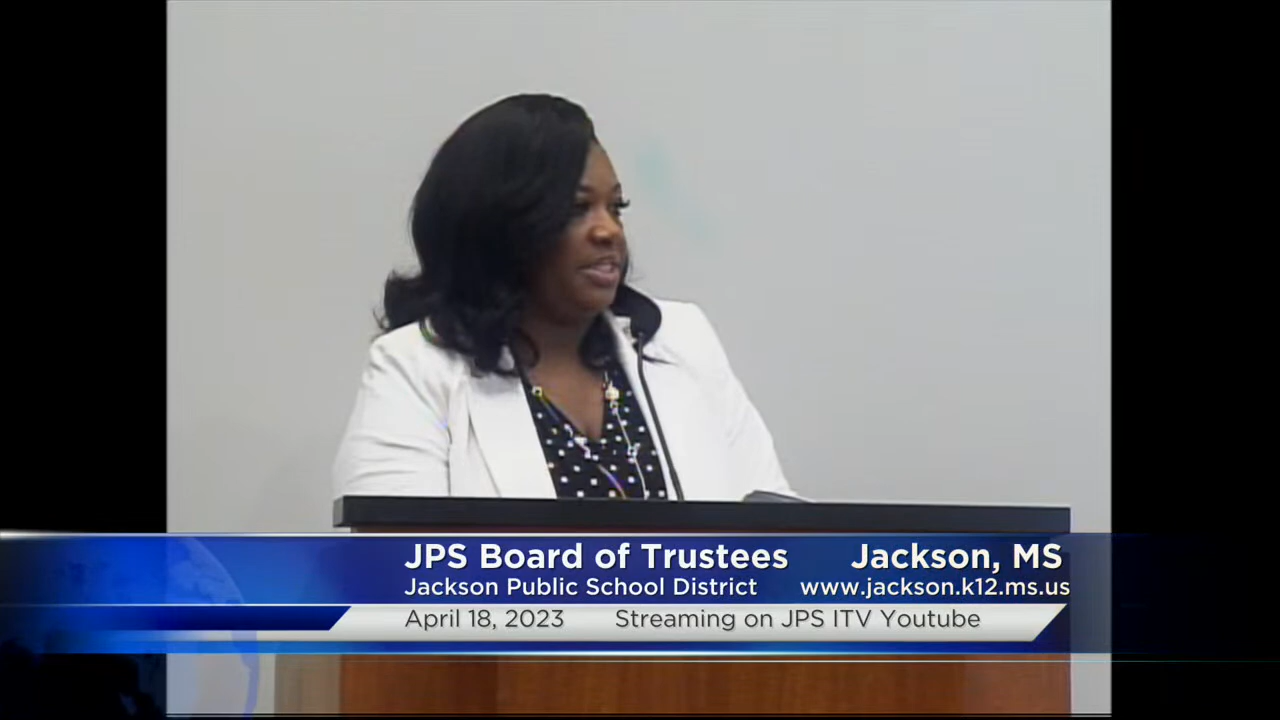 JPS Board of Trustees Jackson, MS
Jackson Public School District www.jackson.k12.ms.us
April 18, 2023 Streaming on JPS ITV Youtube